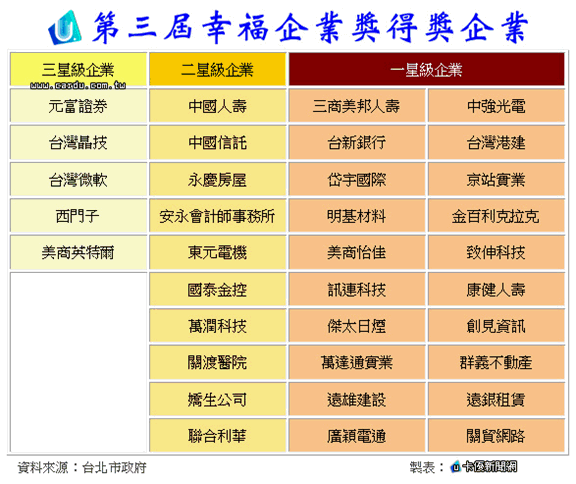 第三屆幸福企業獎得獎企業
三星級企業 二星級企業 一星級企業
www.cardu.com.tw
元富證券 中國人壽 三商美邦人壽 中強光電
台灣晶技 中國信託 台新銀行 台灣港建
台灣微軟 永慶房屋 岱宇國際 京站實業
西門子 安永會計師事務所 明基材料 金百利克拉克
美商英特爾 東元電機 美商怡佳 致伸科技
國泰金控 訊連科技 康健人壽
萬潤科技 傑太日煙 創見資訊
關渡醫院 萬達通實業 群義不動產
嬌生公司 遠雄建設 遠銀租賃
聯合利華 廣穎電通 關貿網路
資料來源：台北市政府 製表： 卡優新聞網